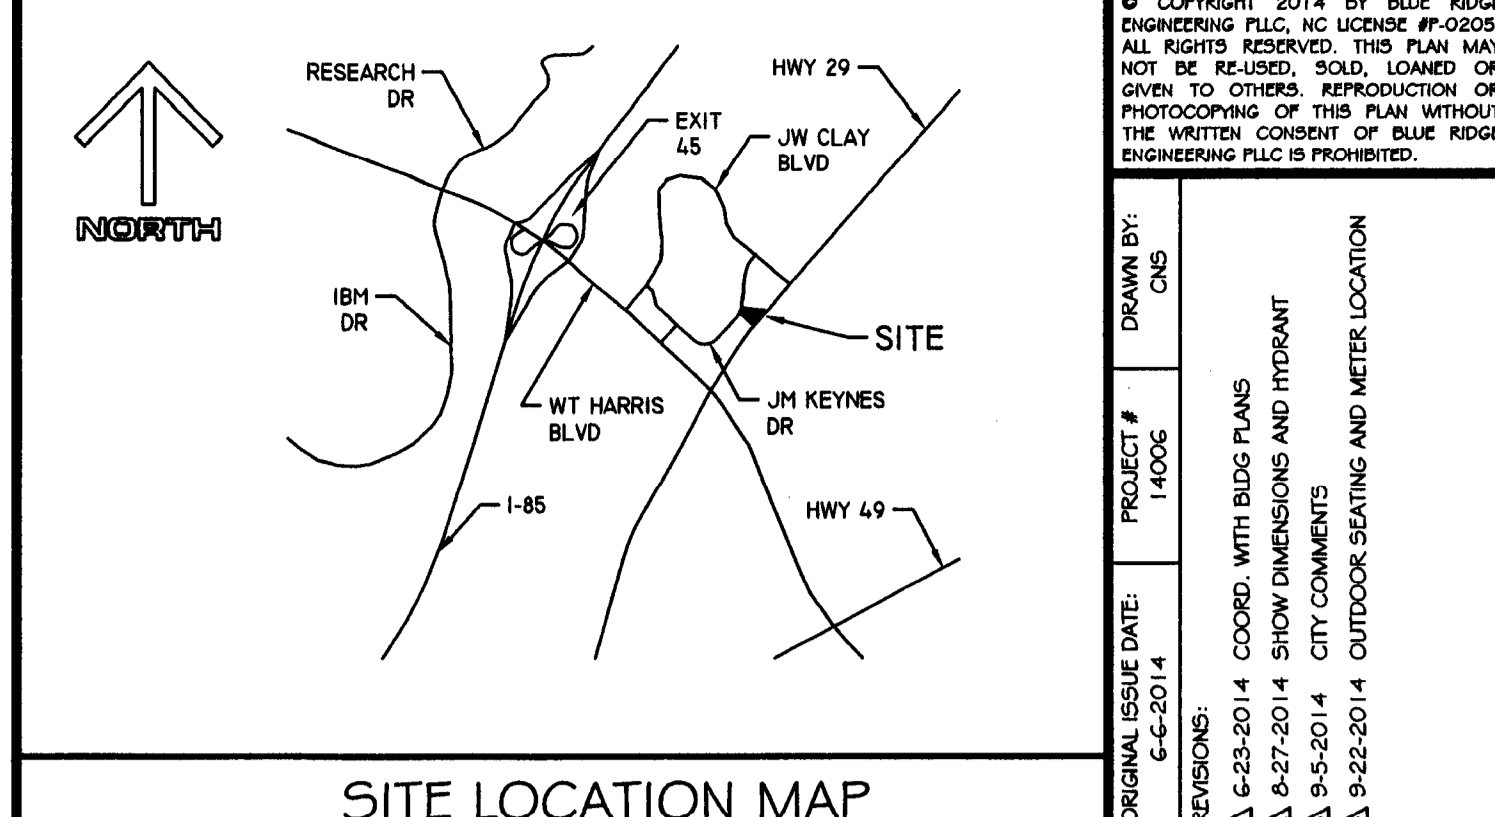 © COPYRIGHT 2014 BY BLUE RIDGE
ENGINEERING PLLC, NC LICENSE #P-0205
ALL RIGHTS RESERVED. THIS PLAN MAY
NOT BE RE-USED, SOLD, LOANED OR
GIVEN TO OTHERS. REPRODUCTION OR
PHOTOCOPYING OF THIS PLAN WITHOUT
THE WRITTEN CONSENT OF BLUE RIDGE
ENGINEERING PLLC IS PROHIBITED.
NORTH
RESEARCH
DR
EXIT
45
HWY 29
JW CLAY
BLVD
IBM
DR
SITE
WT HARRIS
BLVD
JM KEYNES
DR
I-85
HWY 49
SITE LOCATION MAP
DRAWN BY:
CNS
PROJECT #
14006
ORIGINAL ISSUE DATE:
6-6-2014
REVISIONS:
6-23-2014 COORD. WITH BLDG PLANS
8-27-2014 SHOW DIMENSIONS AND HYDRANT
9-5-2014 CITY COMMENTS
9-22-2014 OUTDOOR SEATING AND METER LOCATION